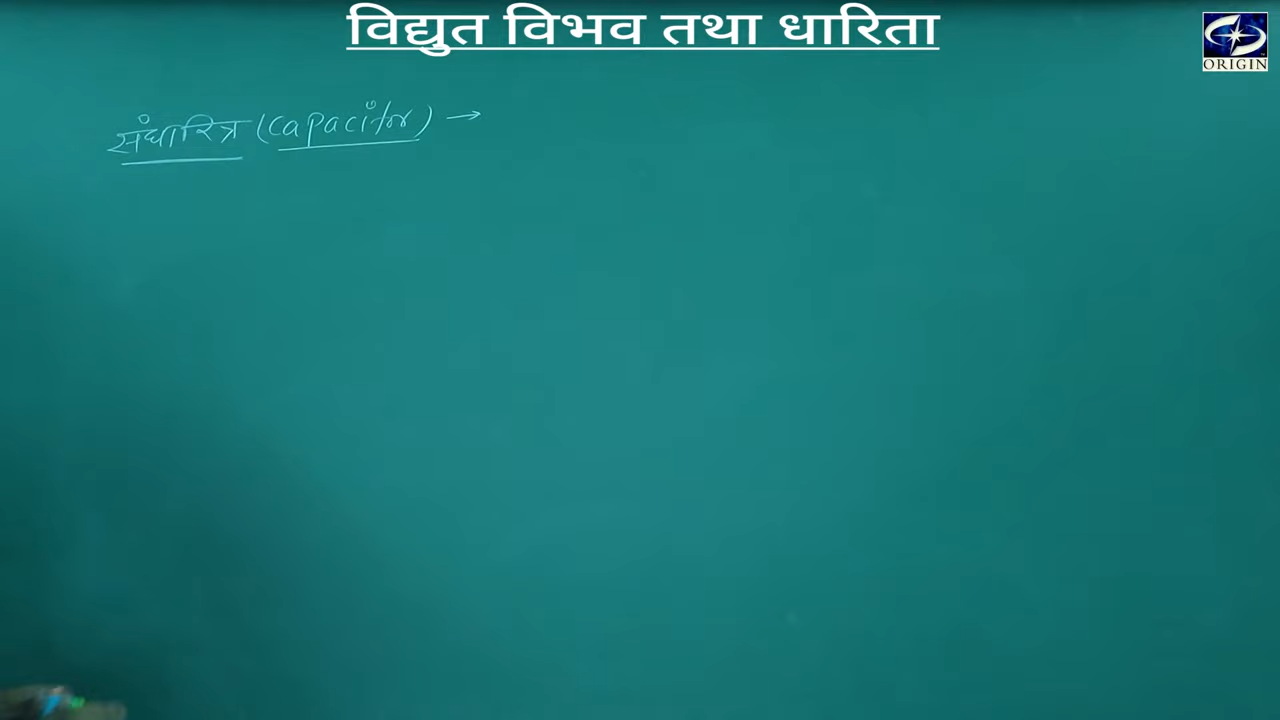 विद्युत विभव तथा धारिता
ORIGIN
संधारित्र (capacitor) →